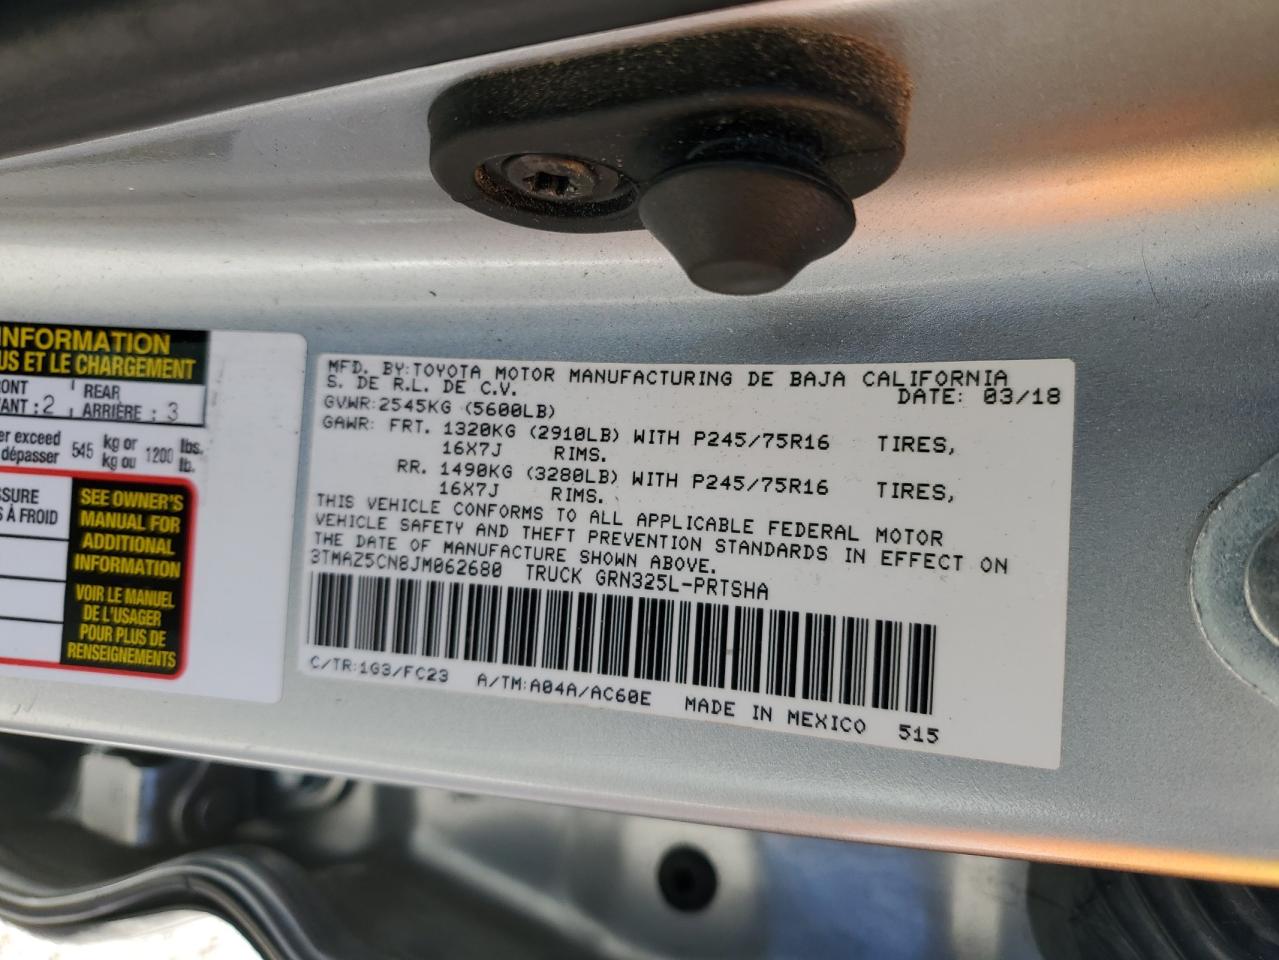 INFORMATION
US ET LE CHARGEMENT
RONT
VANT : 2
REAR
ARRIÈRE : 3
er exceed
dépasser
545
kg or
kg ou
1200
lbs.
lb.
SSURE
S À FROID
SEE OWNER'S
MANUAL FOR
ADDITIONAL
INFORMATION
VOIR LE MANUEL
DE L'USAGER
POUR PLUS DE
RENSEIGNEMENTS
MFD. BY:TOYOTA MOTOR MANUFACTURING DE BAJA CALIFORNIA
S. DE R.L. DE C.V. DATE: 03/18
GVWR:2545KG (5600LB)
GAWR: FRT. 1320KG (2910LB) WITH P245/75R16 TIRES,
16X7J RIMS.
RR. 1490KG (3280LB) WITH P245/75R16 TIRES,
16X7J RIMS.
THIS VEHICLE CONFORMS TO ALL APPLICABLE FEDERAL MOTOR
VEHICLE SAFETY AND THEFT PREVENTION STANDARDS IN EFFECT ON
THE DATE OF MANUFACTURE SHOWN ABOVE.
3TMAZ5CN8JM062680 TRUCK GRN325L-PRTSHA
C/TR:1G3/FC23 A/TM:A04A/AC60E MADE IN MEXICO 515